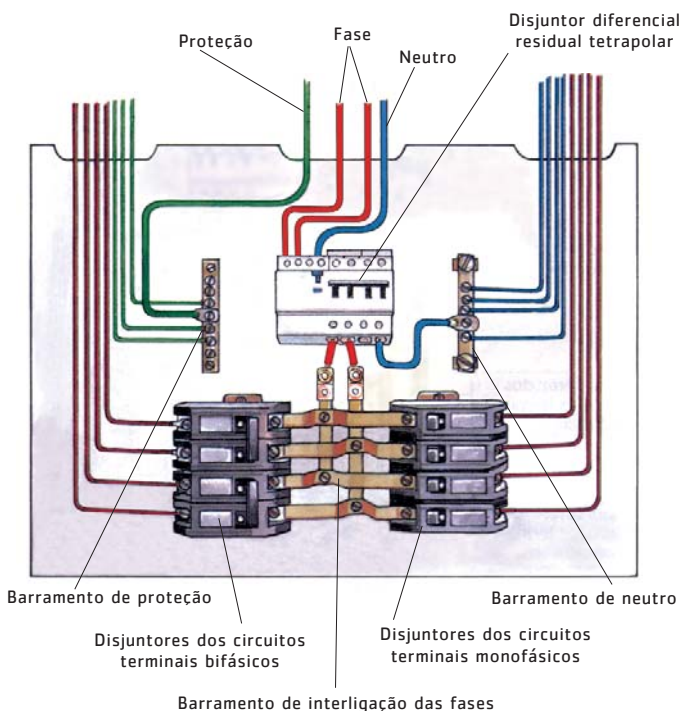 Disjuntor diferencial
residual tetrapolar
Proteção
Fase
Neutro
Barramento de proteção
Barramento de neutro
Disjuntores dos circuitos
terminais bifásicos
Disjuntores dos circuitos
terminais monofásicos
Barramento de interligação das fases